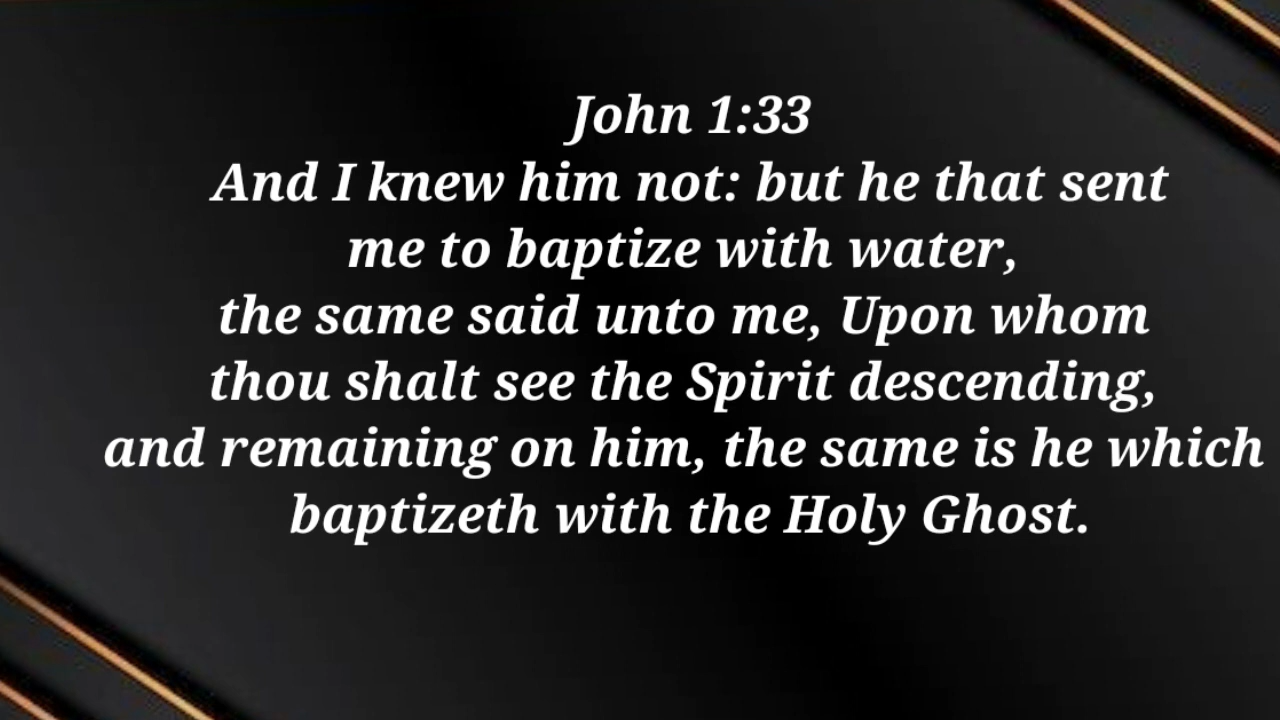 John 1:33
And I knew him not: but he that sent
me to baptize with water,
the same said unto me, Upon whom
thou shalt see the Spirit descending,
and remaining on him, the same is he which
baptizeth with the Holy Ghost.